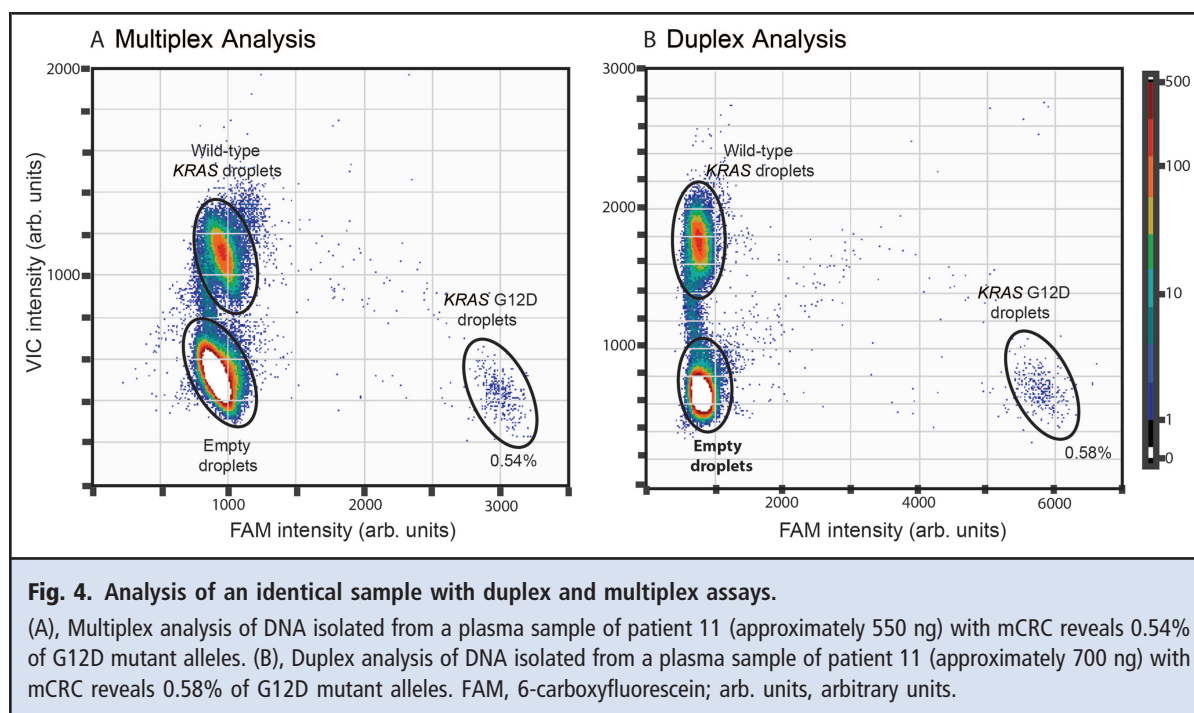 A Multiplex Analysis
2000
1000
VIC intensity (arb. units)
Wild-type
KRAS droplets
KRAS G12D
droplets
Empty
droplets
0.54%
1000
2000
3000
FAM intensity (arb. units)
B Duplex Analysis
3000
2000
1000
Wild-type
KRAS droplets
KRAS G12D
droplets
Empty
droplets
0.58%
2000
4000
6000
FAM intensity (arb. units)
500
100
10
1
0
Fig. 4. Analysis of an identical sample with duplex and multiplex assays.
(A), Multiplex analysis of DNA isolated from a plasma sample of patient 11 (approximately 550 ng) with mCRC reveals 0.54%
of G12D mutant alleles. (B), Duplex analysis of DNA isolated from a plasma sample of patient 11 (approximately 700 ng) with
mCRC reveals 0.58% of G12D mutant alleles. FAM, 6-carboxyfluorescein; arb. units, arbitrary units.